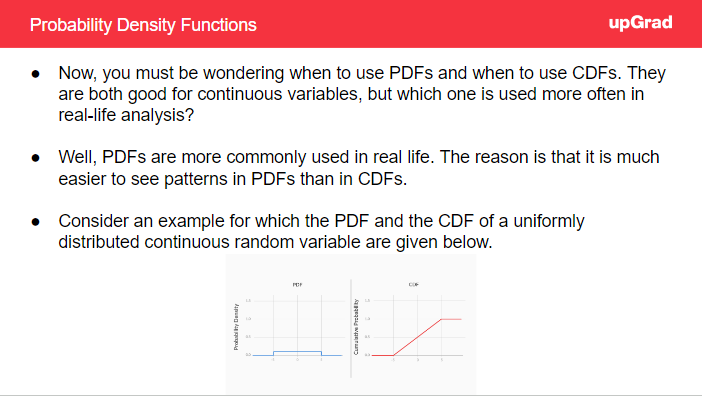 Probability Density Functions
upGrad
● Now, you must be wondering when to use PDFs and when to use CDFs. They
are both good for continuous variables, but which one is used more often in
real-life analysis?
● Well, PDFs are more commonly used in real life. The reason is that it is much
easier to see patterns in PDFs than in CDFs.
● Consider an example for which the PDF and the CDF of a uniformly
distributed continuous random variable are given below.
PDF
CDF
Probability Density
Cumulative Probability